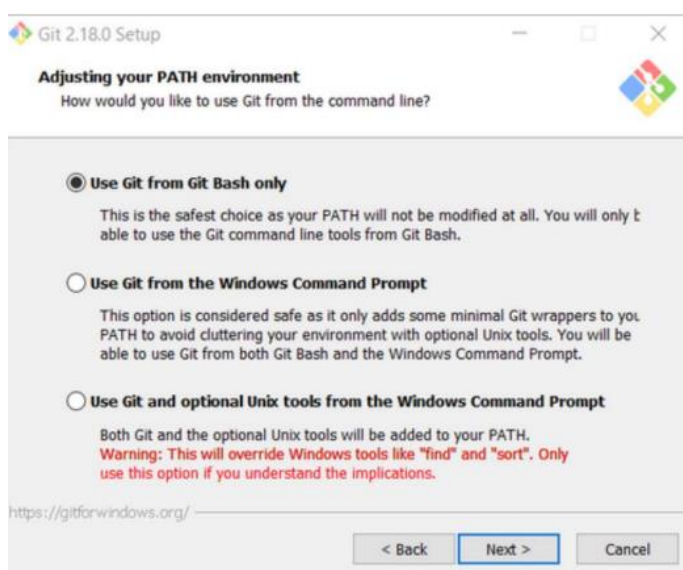 Git 2.18.0 Setup
Adjusting your PATH environment
How would you like to use Git from the command line?
Use Git from Git Bash only
This is the safest choice as your PATH will not be modified at all. You will only b
able to use the Git command line tools from Git Bash.
Use Git from the Windows Command Prompt
This option is considered safe as it only adds some minimal Git wrappers to you
PATH to avoid cluttering your environment with optional Unix tools. You will be
able to use Git from both Git Bash and the Windows Command Prompt.
Use Git and optional Unix tools from the Windows Command Prompt
Both Git and the optional Unix tools will be added to your PATH.
Warning: This will override Windows tools like "find" and "sort". Only
use this option if you understand the implications.
https://gitforwindows.org/
< Back Next > Cancel